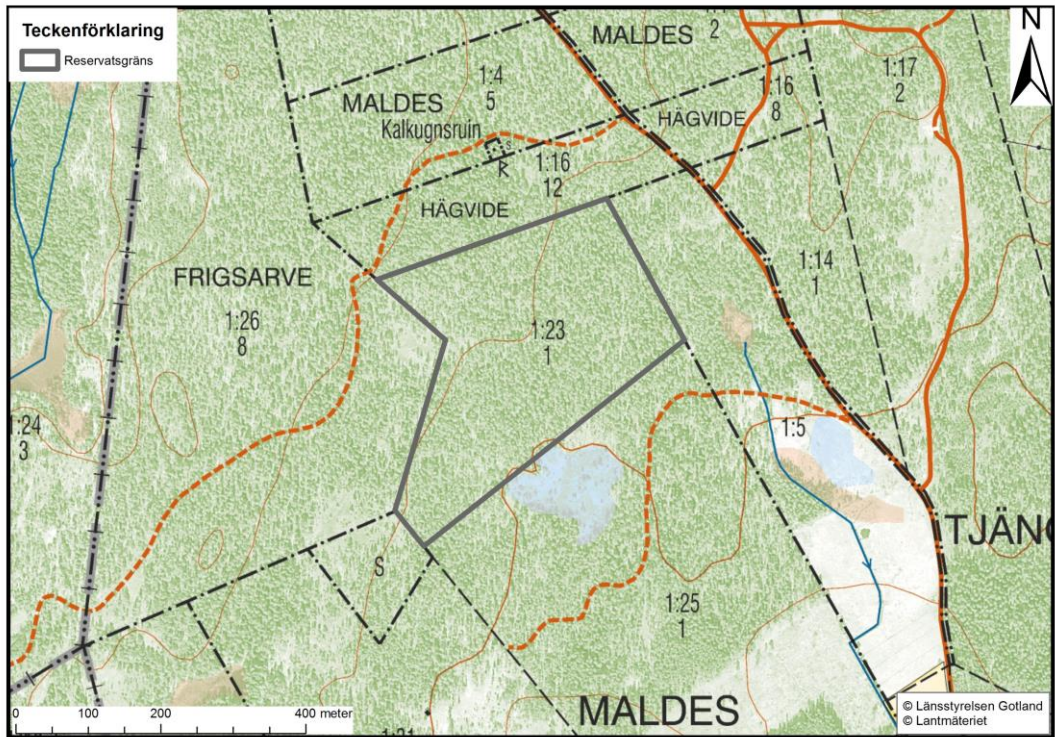 Teckenförklaring
Reservatsgräns
N
MALDES
2
1:4
5
1:16
8
1:17
2
MALDES
Kalkugnsruin
HÄGVIDE
1:16
12
R
HÄGVIDE
FRIGSARVE
1:26
8
1:14
1
1:23
1
1:24
3
1:5
TJÄNG
S
1:25
1
MALDES
0 100 200 400 meter
© Länsstyrelsen Gotland
© Lantmäteriet